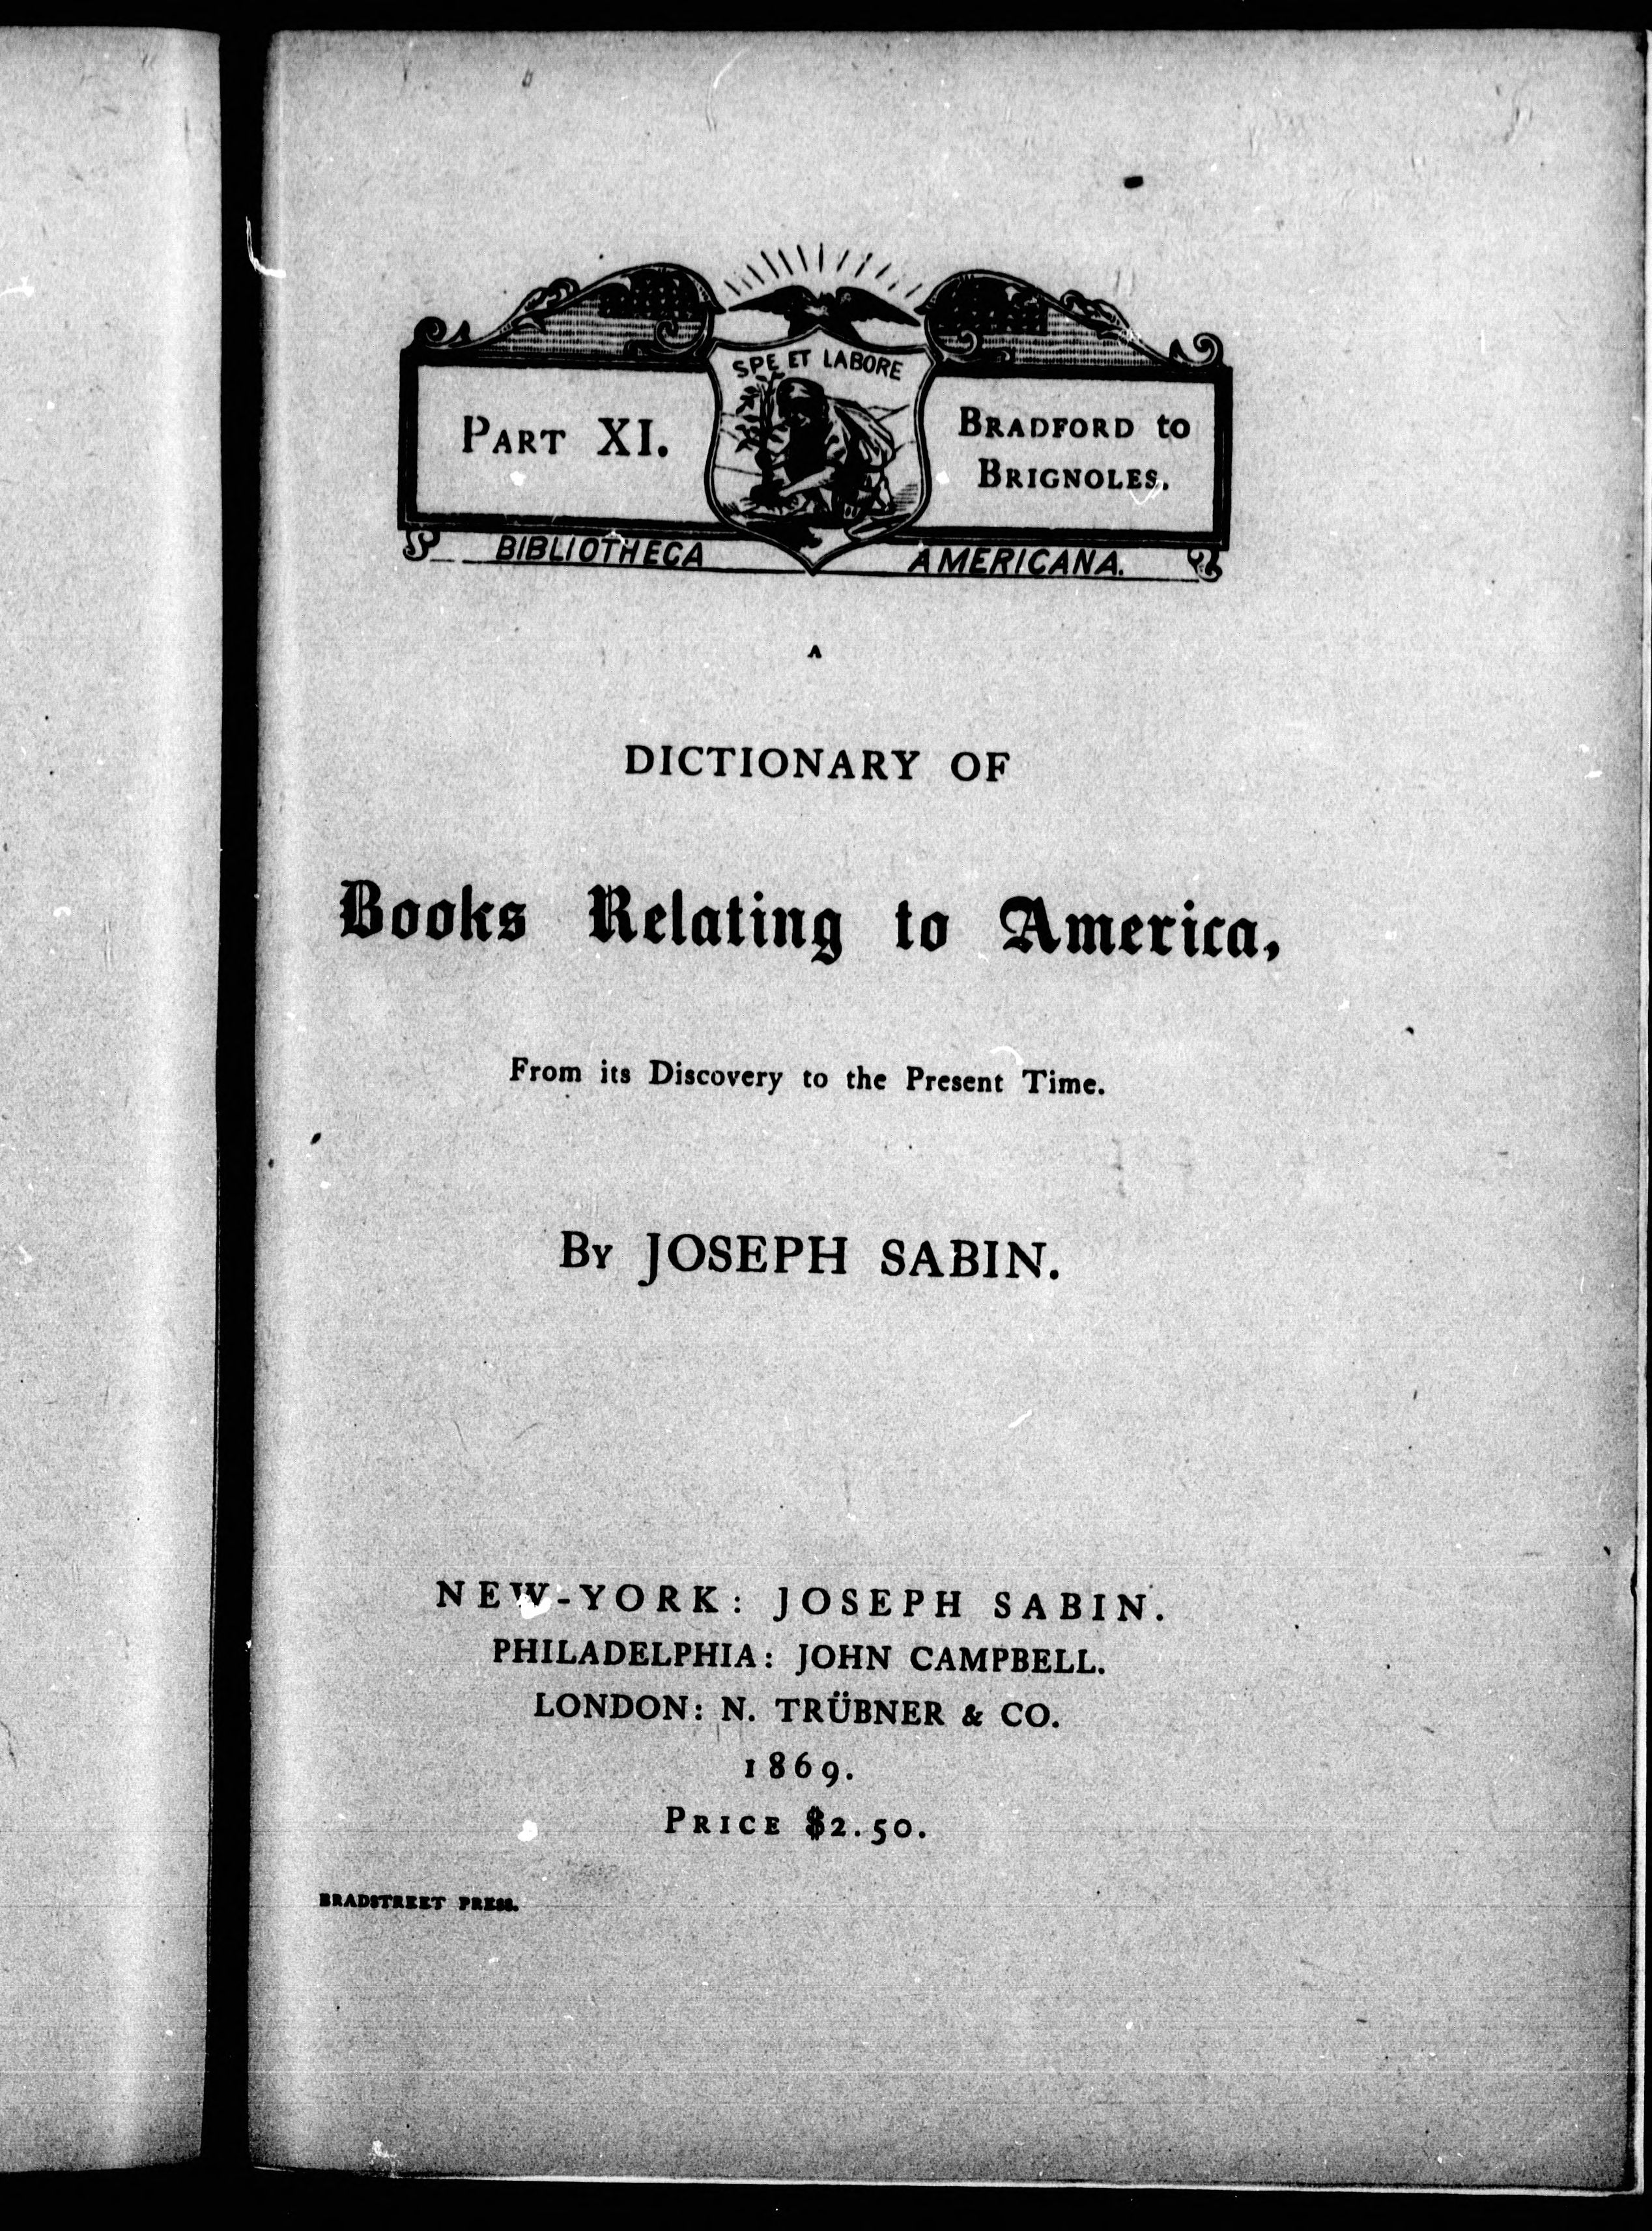 SPE ET LABORE
PART XI.
BRADFORD to
BRIGNOLES.
BIBLIOTHECA AMERICANA.
A
DICTIONARY OF
Books Relating to America,
From its Discovery to the Present Time.
BY JOSEPH SABIN.
NEW-YORK: JOSEPH SABIN.
PHILADELPHIA: JOHN CAMPBELL.
LONDON: N. TRÜBNER & CO.
1869.
PRICE $2.50.
BRADSTREET PRESS.